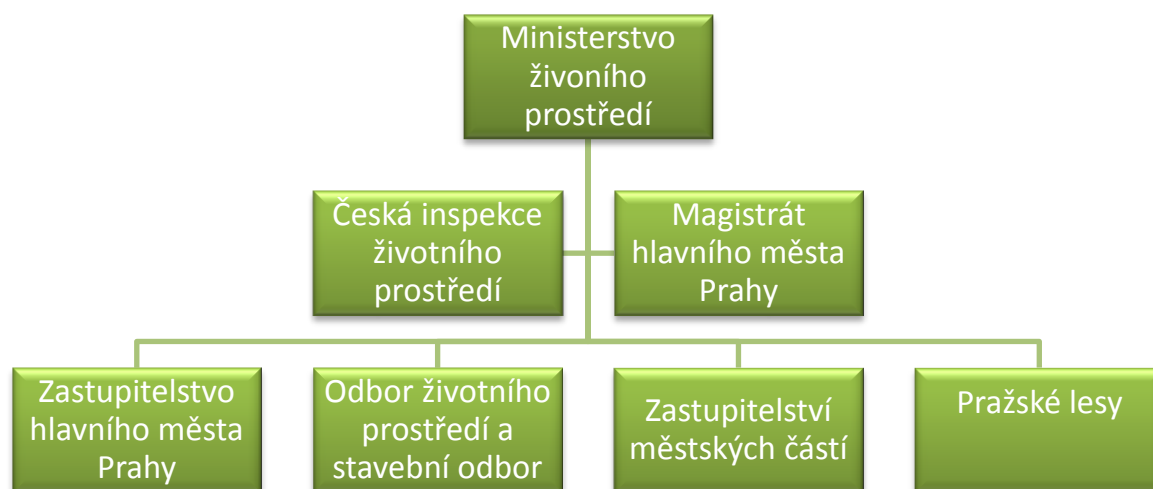 Ministerstvo
živoního
prostředí
Česká inspekce
životního
prostředí
Magistrát
hlavního města
Prahy
Zastupitelstvo
hlavního města
Prahy
Odbor životního
prostředí a
stavební odbor
Zastupitelství
městských částí
Pražské lesy